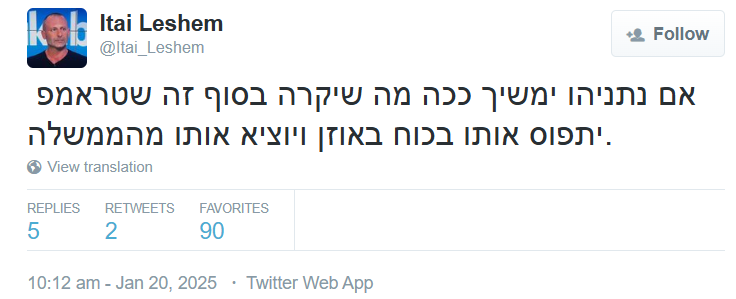 Itai Leshem
@Itai_Leshem
Follow
אם נתניהו ימשיך ככה מה שיקרה בסוף זה שטראמפ
יתפוס אותו בכוח באוזן ויוציא אותו מהממשלה.
View translation
REPLIES RETWEETS FAVORITES
5 2 90
10:12 am - Jan 20, 2025 · Twitter Web App